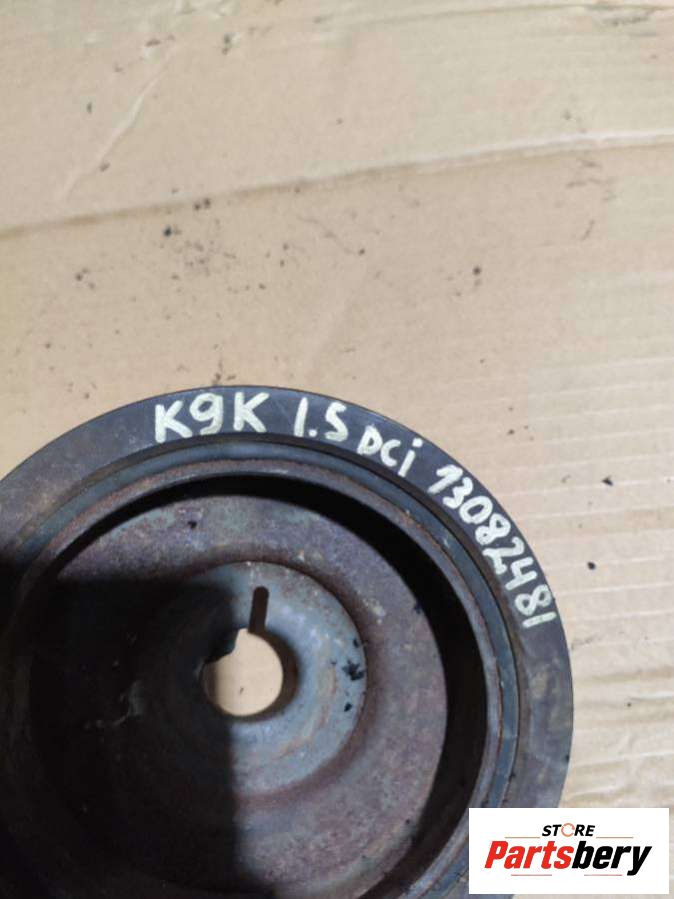 K9K 1.5 DCi 13082481
STORE
Partsbery